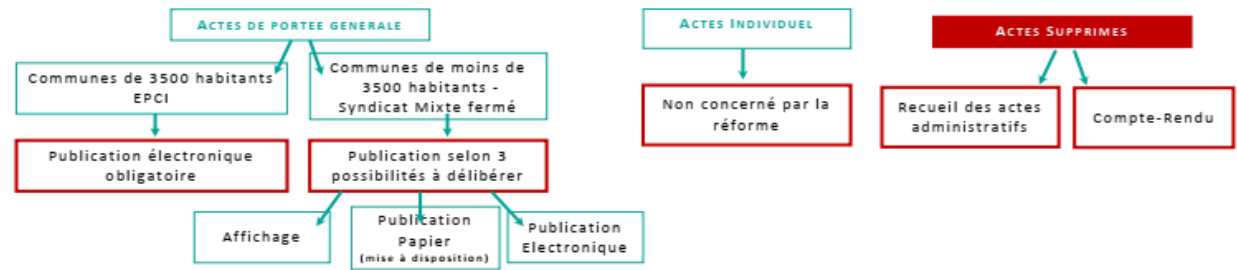 ACTES DE PORTEE GENERALE
Communes de 3500 habitants
EPCI
Communes de moins de
3500 habitants -
Syndicat Mixte fermé
Publication électronique
obligatoire
Publication selon 3
possibilités à délibérer
Affichage
Publication
Papier
(mise à disposition)
Publication
Electronique
ACTES INDIVIDUEL
Non concerné par la
réforme
ACTES SUPPRIMES
Recueil des actes
administratifs
Compte-Rendu